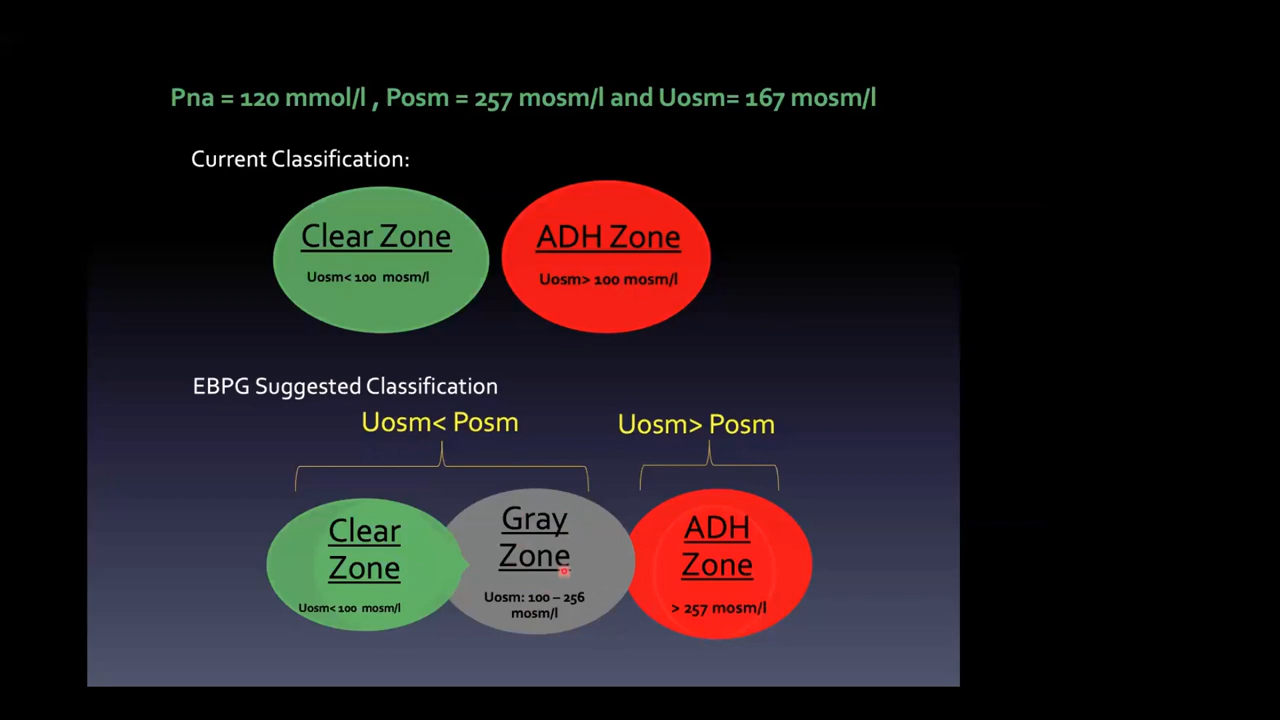 Pna = 120 mmol/l , Posm = 257 mosm/l and Uosm= 167 mosm/l
Current Classification:
Clear Zone
Uosm< 100 mosm/l
ADH Zone
Uosm> 100 mosm/l
EBPG Suggested Classification
Uosm< Posm
Uosm> Posm
Clear
Zone
Uosm< 100 mosm/l
Gray
Zone
Uosm: 100 – 256
mosm/l
ADH
Zone
> 257 mosm/l